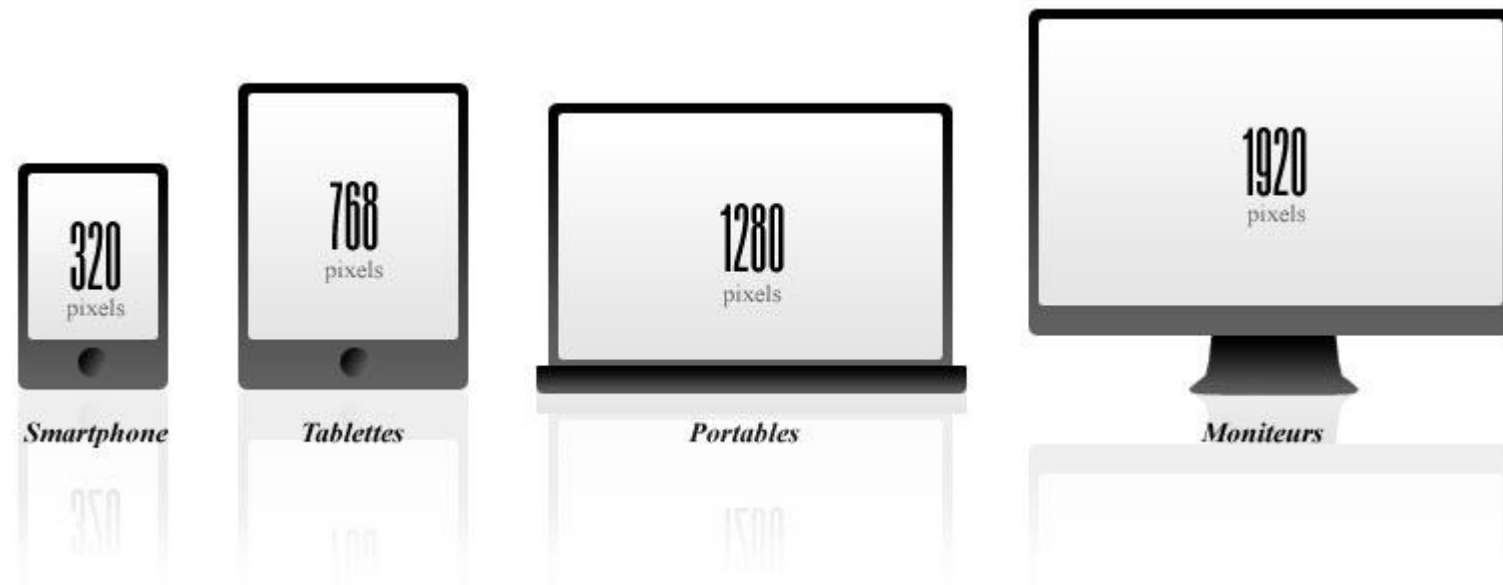 320
pixels
Smartphone
768
pixels
Tablettes
1280
pixels
Portables
1920
pixels
Moniteurs